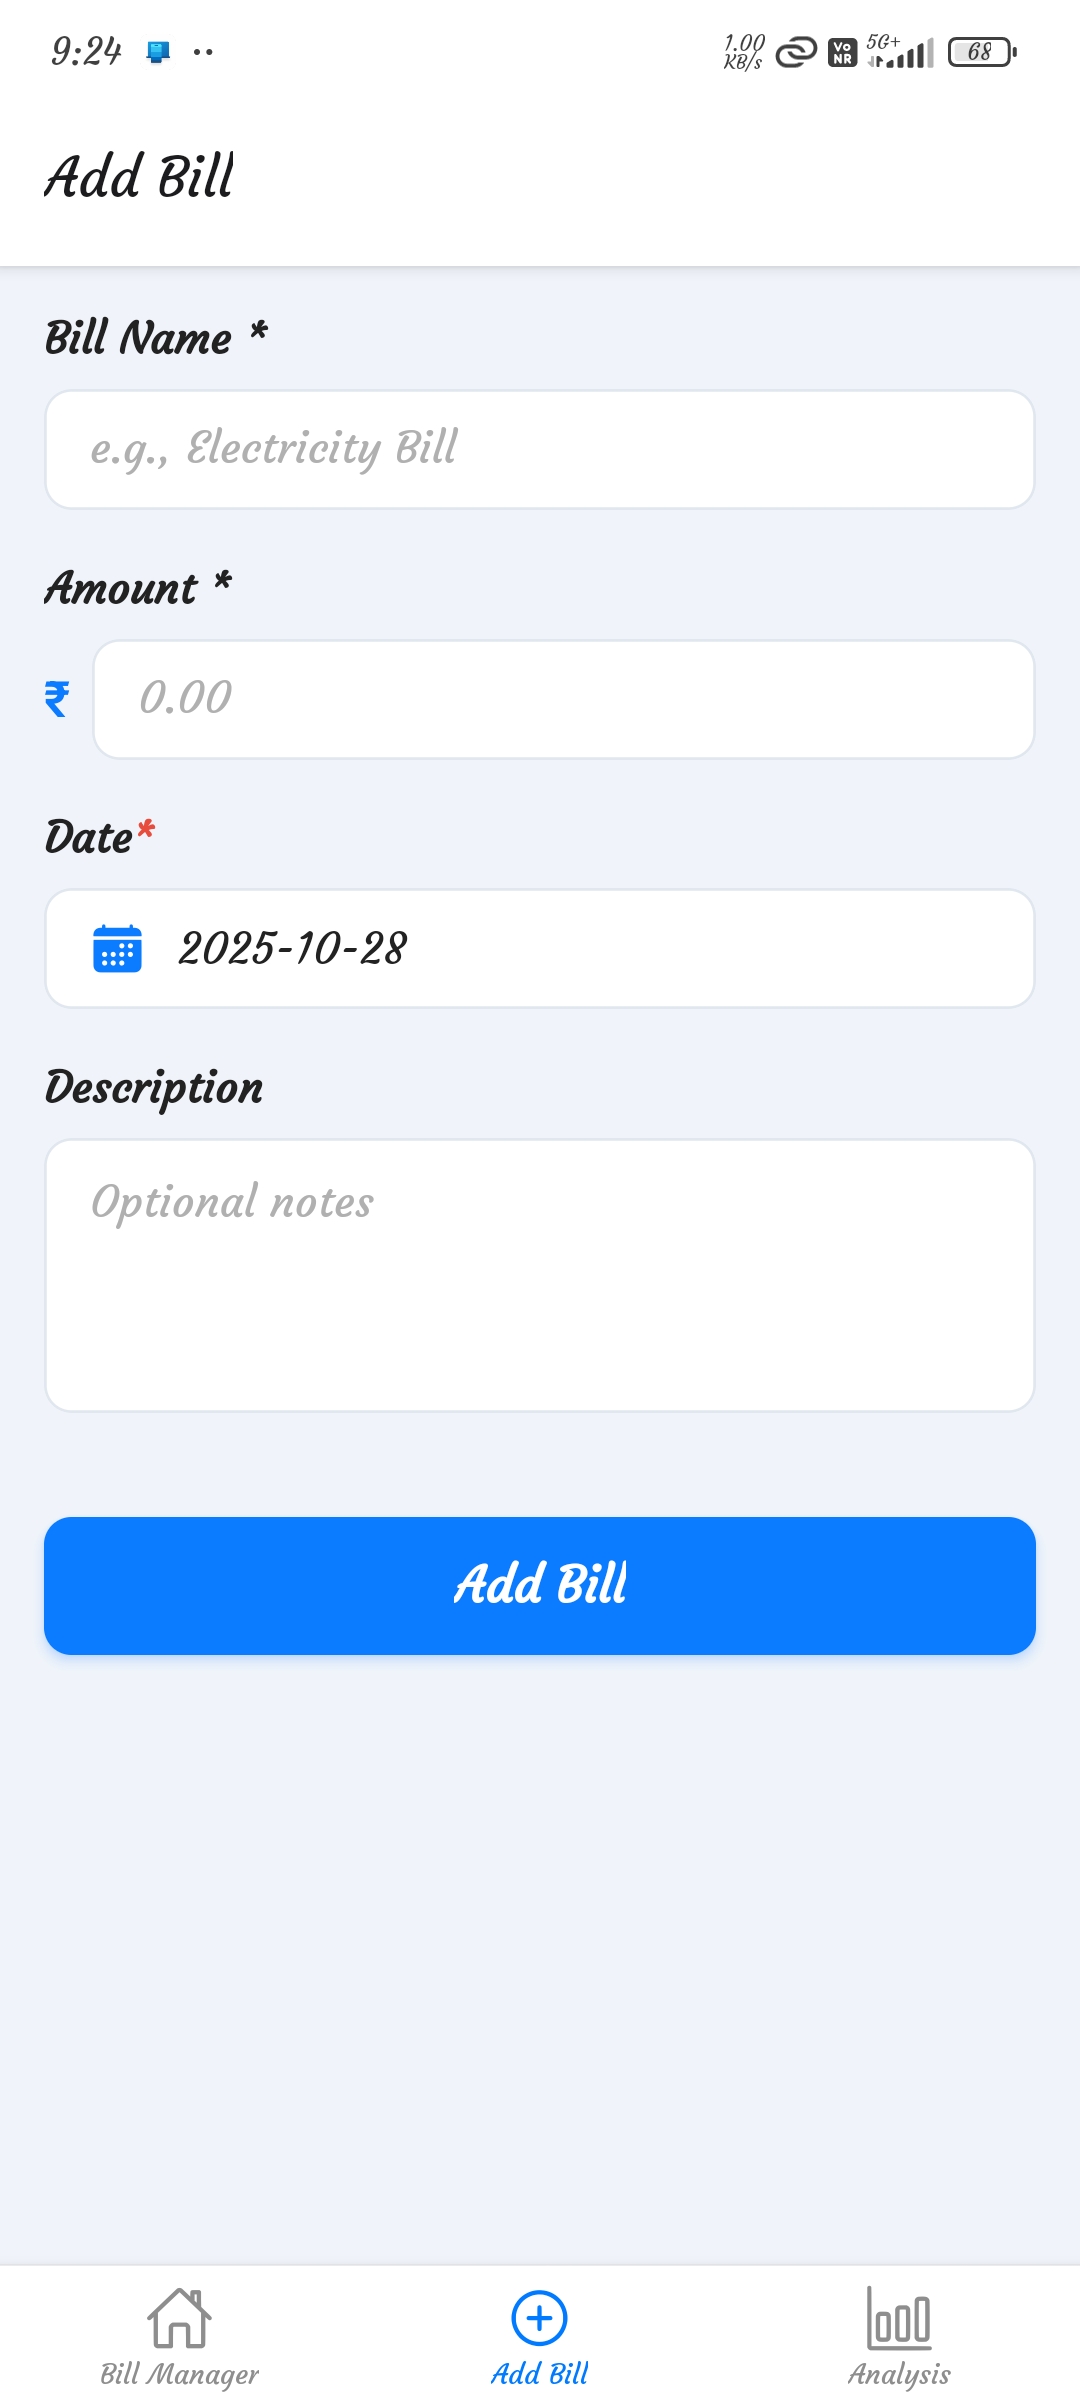 9:24
1.00
KB/s
Vo
NR
5G+
68
Add Bill
Bill Name *
e.g., Electricity Bill
Amount *
₹ 0.00
Date*
2025-10-28
Description
Optional notes
Add Bill
Bill Manager
Add Bill
Analysis